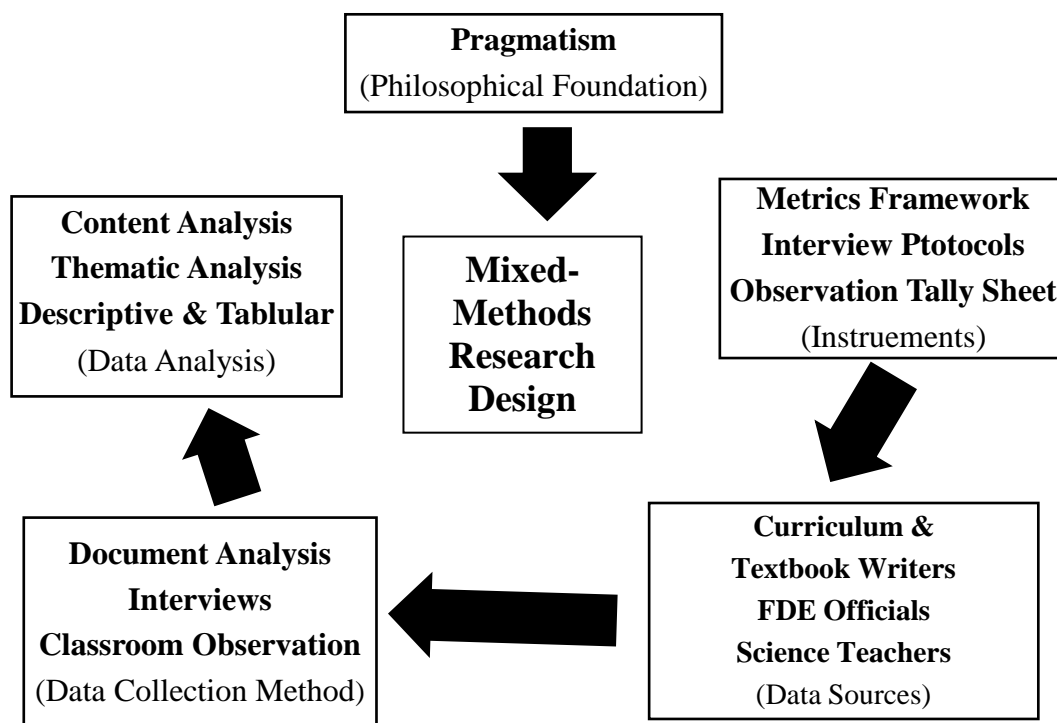 Pragmatism
(Philosophical Foundation)
Metrics Framework
Interview Ptotocols
Observation Tally Sheet
(Instruements)
Content Analysis
Thematic Analysis
Descriptive & Tablular
(Data Analysis)
Mixed-
Methods
Research
Design
Curriculum &
Textbook Writers
FDE Officials
Science Teachers
(Data Sources)
Document Analysis
Interviews
Classroom Observation
(Data Collection Method)